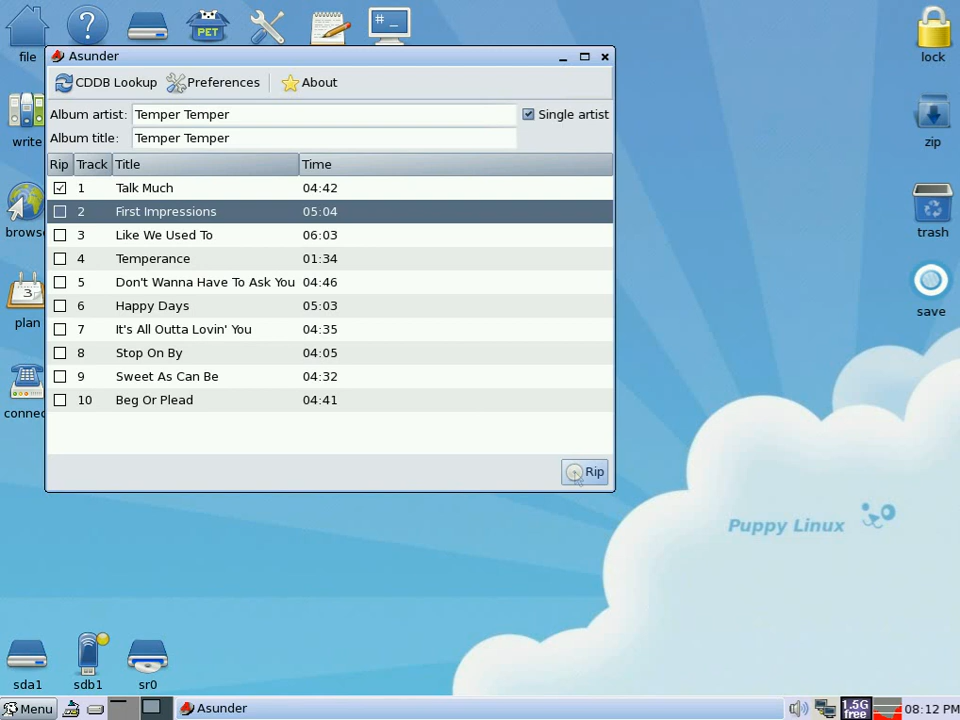 PET
# _
file
lock
Asunder
CDDB Lookup Preferences About
Album artist: Temper Temper Single artist
Album title: Temper Temper
write
zip
Rip Track Title Time
1 Talk Much 04:42
2 First Impressions 05:04
3 Like We Used To 06:03
brows
trash
4 Temperance 01:34
5 Don't Wanna Have To Ask You 04:46
3
6 Happy Days 05:03
save
plan
7 It's All Outta Lovin' You 04:35
8 Stop On By 04:05
9 Sweet As Can Be 04:32
10 Beg Or Plead 04:41
connec
Rip
Puppy Linux
sda1 sdb1 sr0
Menu Asunder 1.5G free 08:12 PM